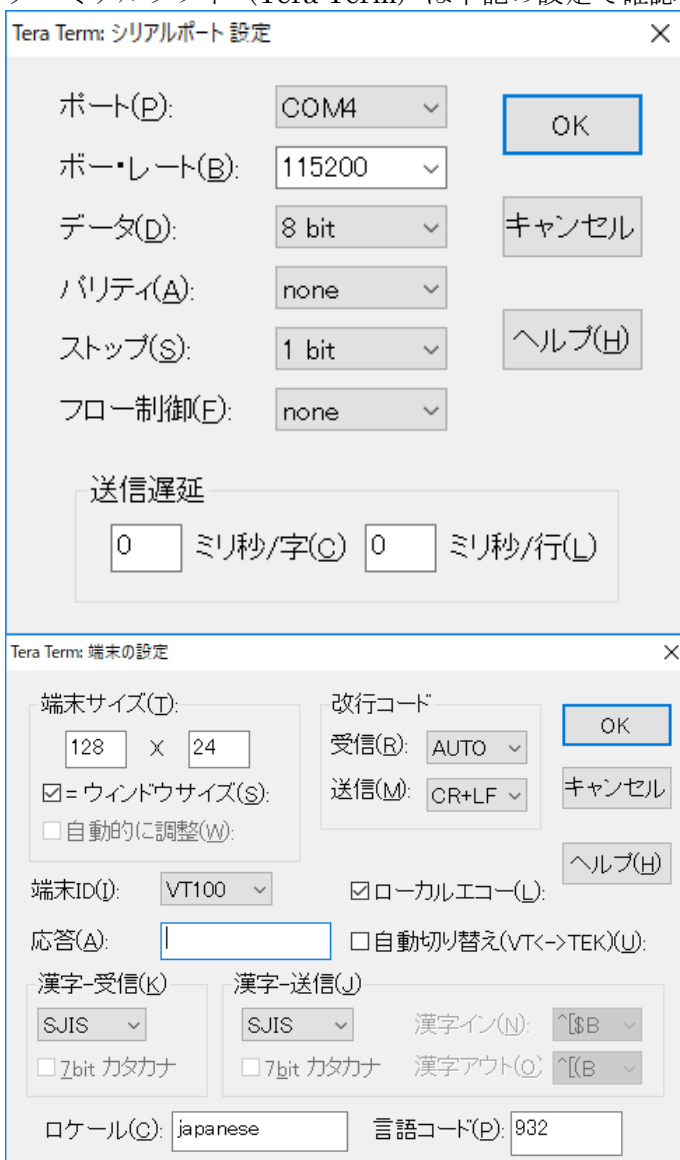 Tera Term: シリアルポート 設定
ポート(P): COM4 OK
ボー・レート(B): 115200
データ(D): 8 bit キャンセル
パリティ(A): none
ストップ(S): 1 bit ヘルプ(H)
フロー制御(F): none
送信遅延
0 ミリ秒/字(C) 0 ミリ秒/行(L)
Tera Term: 端末の設定
端末サイズ(T): 改行コード
128 X 24 受信(R): AUTO OK
=ウィンドウサイズ(S): 送信(M): CR+LF キャンセル
自動的に調整(W):
ヘルプ(H)
端末ID(I): VT100 ローカルエコー(L):
応答(A): 自動切り替え(VT<->TEK)(U):
漢字-受信(K) 漢字-送信(J)
SJIS SJIS 漢字イン(N): ^[$B
7bit カタカナ 7bit カタカナ 漢字アウト(O) ^[(B
ロケール(C): japanese 言語コード(P): 932